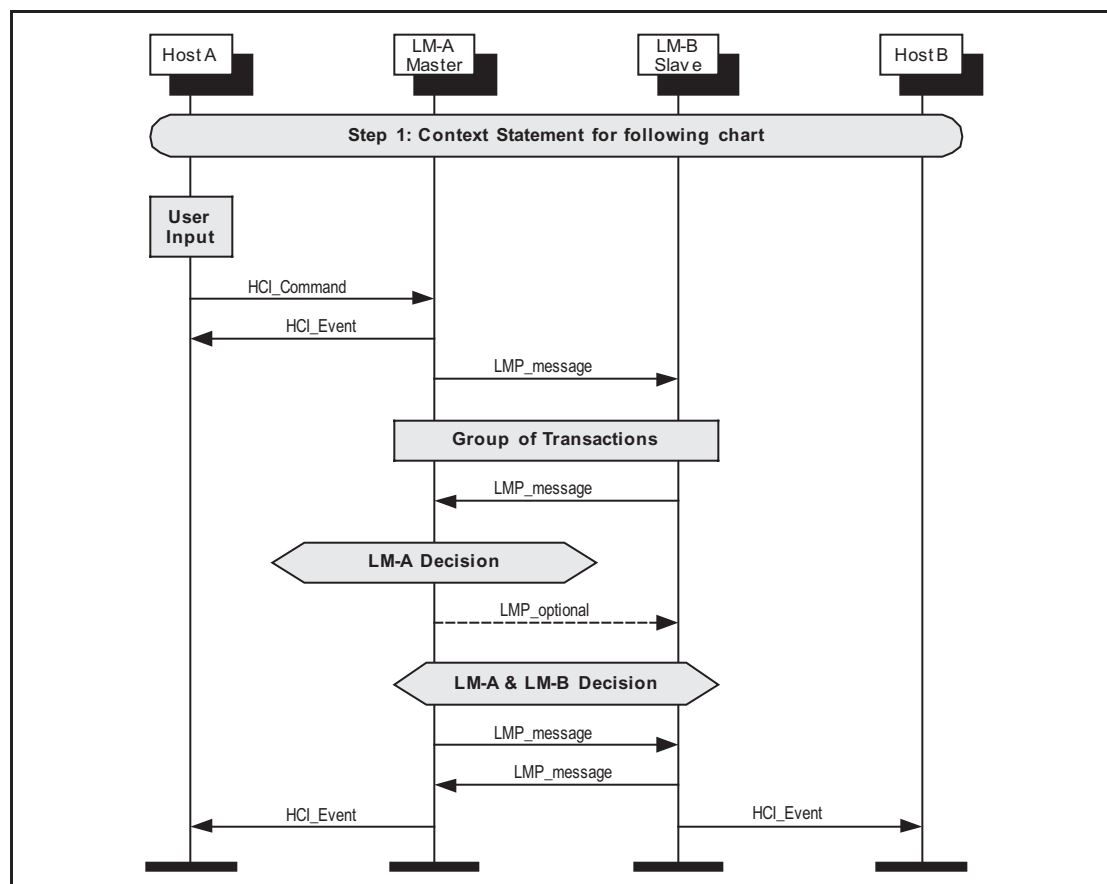 Host A
LM-A
Master
LM-B
Slave
Host B
Step 1: Context Statement for following chart
User
Input
HCI_Command
HCI_Event
LMP_message
Group of Transactions
LMP_message
LM-A Decision
LMP_optional
LM-A & LM-B Decision
LMP_message
LMP_message
HCI_Event
HCI_Event